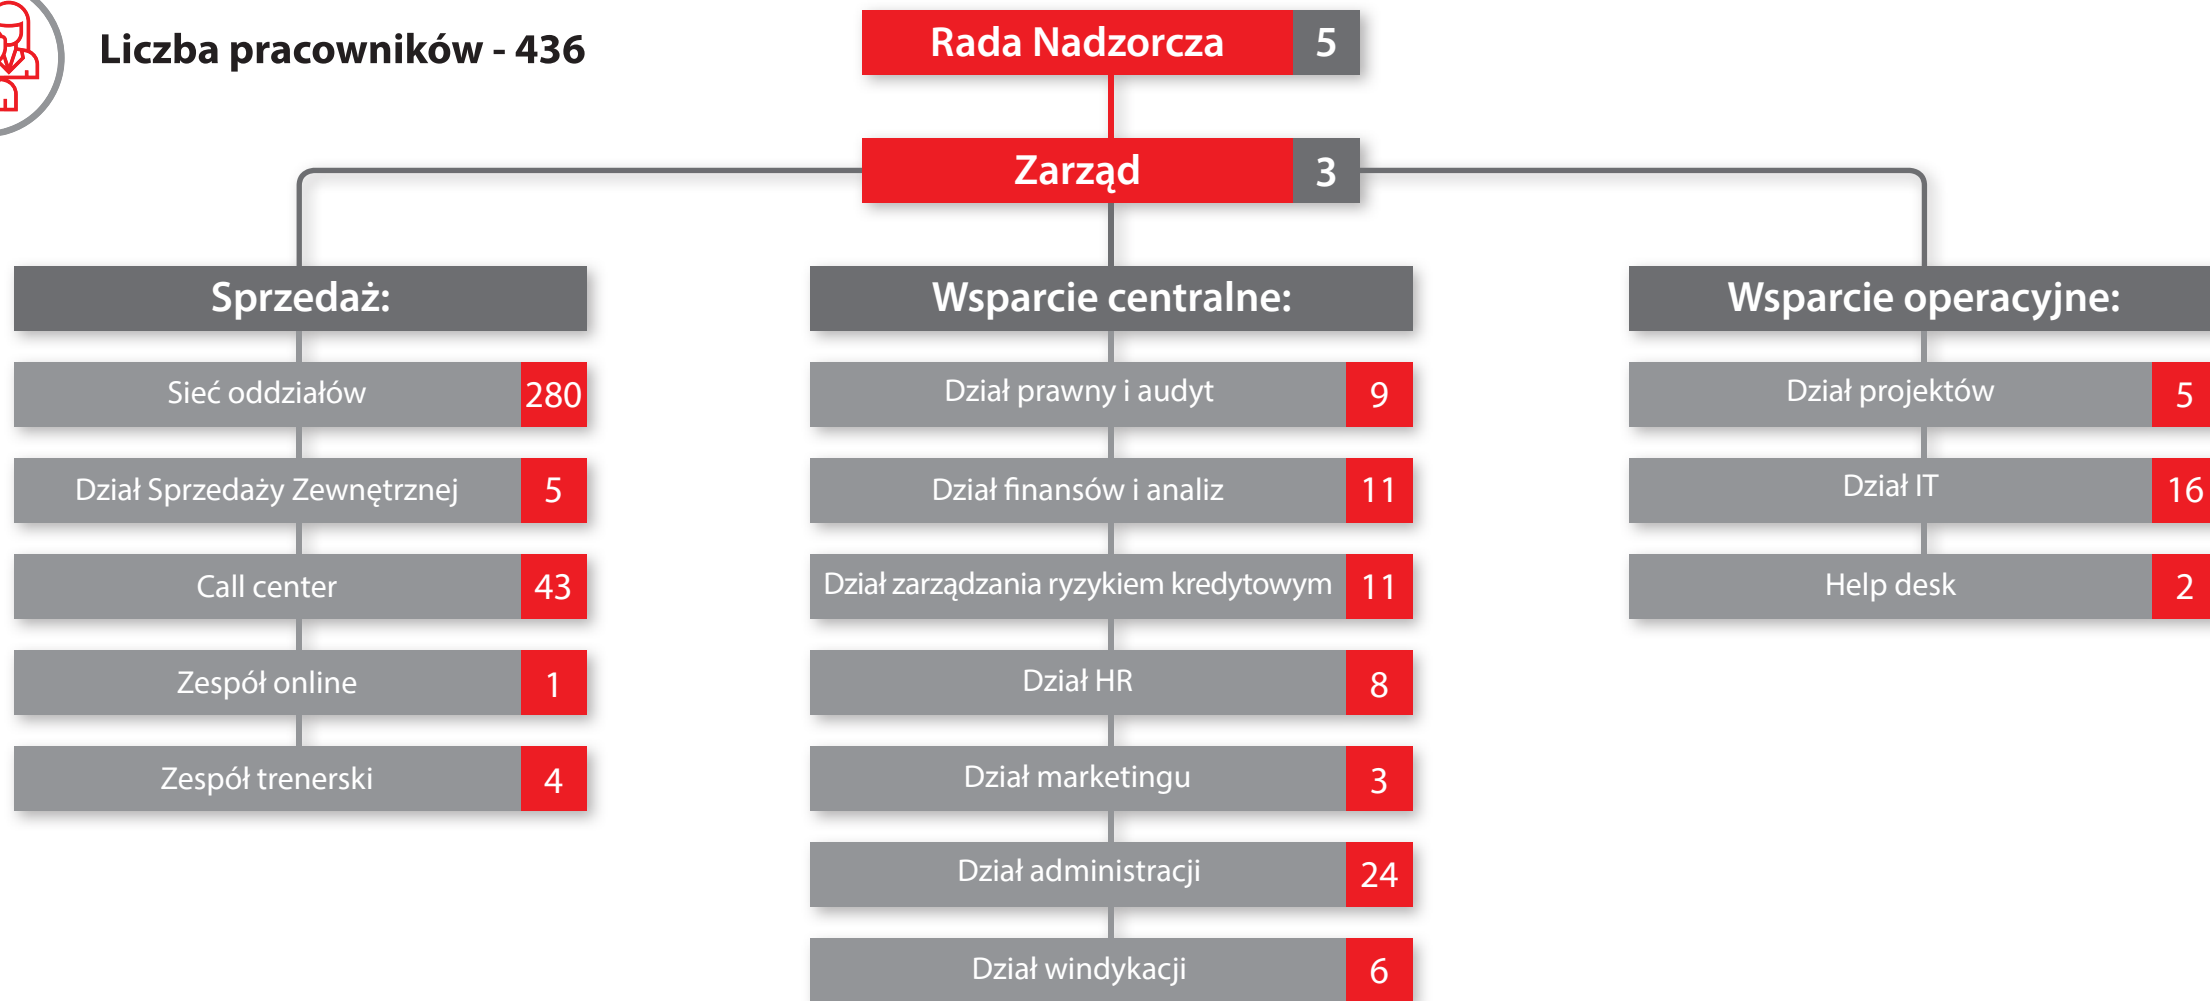 Liczba pracowników - 436
Rada Nadzorcza 5
Zarząd 3
Sprzedaż:
Sieć oddziałów 280
Dział Sprzedaży Zewnętrznej 5
Call center 43
Zespół online 1
Zespół trenerski 4
Wsparcie centralne:
Dział prawny i audyt 9
Dział finansów i analiz 11
Dział zarządzania ryzykiem kredytowym 11
Dział HR 8
Dział marketingu 3
Dział administracji 24
Dział windykacji 6
Wsparcie operacyjne:
Dział projektów 5
Dział IT 16
Help desk 2